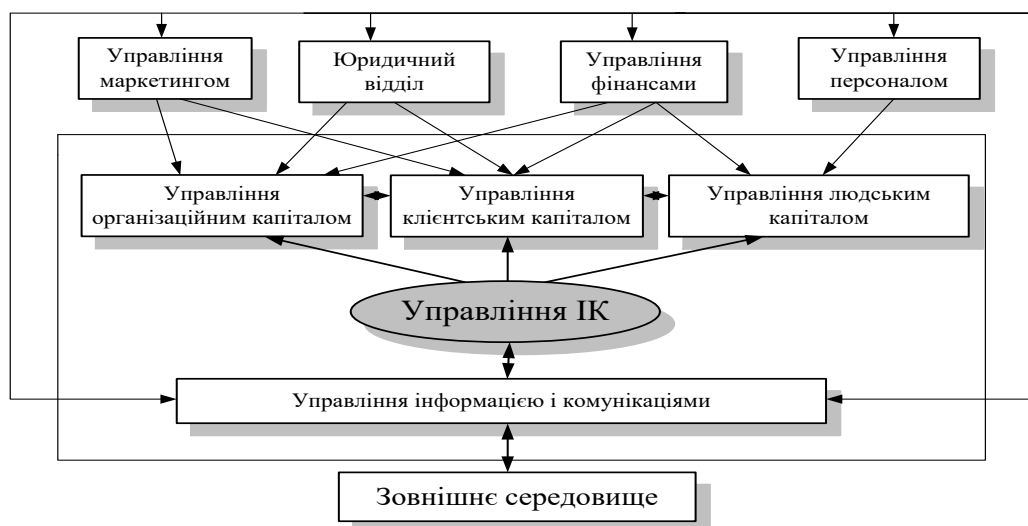 Управління
маркетингом
Юридичний
відділ
Управління
фінансами
Управління
персоналом
Управління
організаційним капіталом
Управління
клієнтським капіталом
Управління людським
капіталом
Управління ІК
Управління інформацією і комунікаціями
Зовнішнє середовище